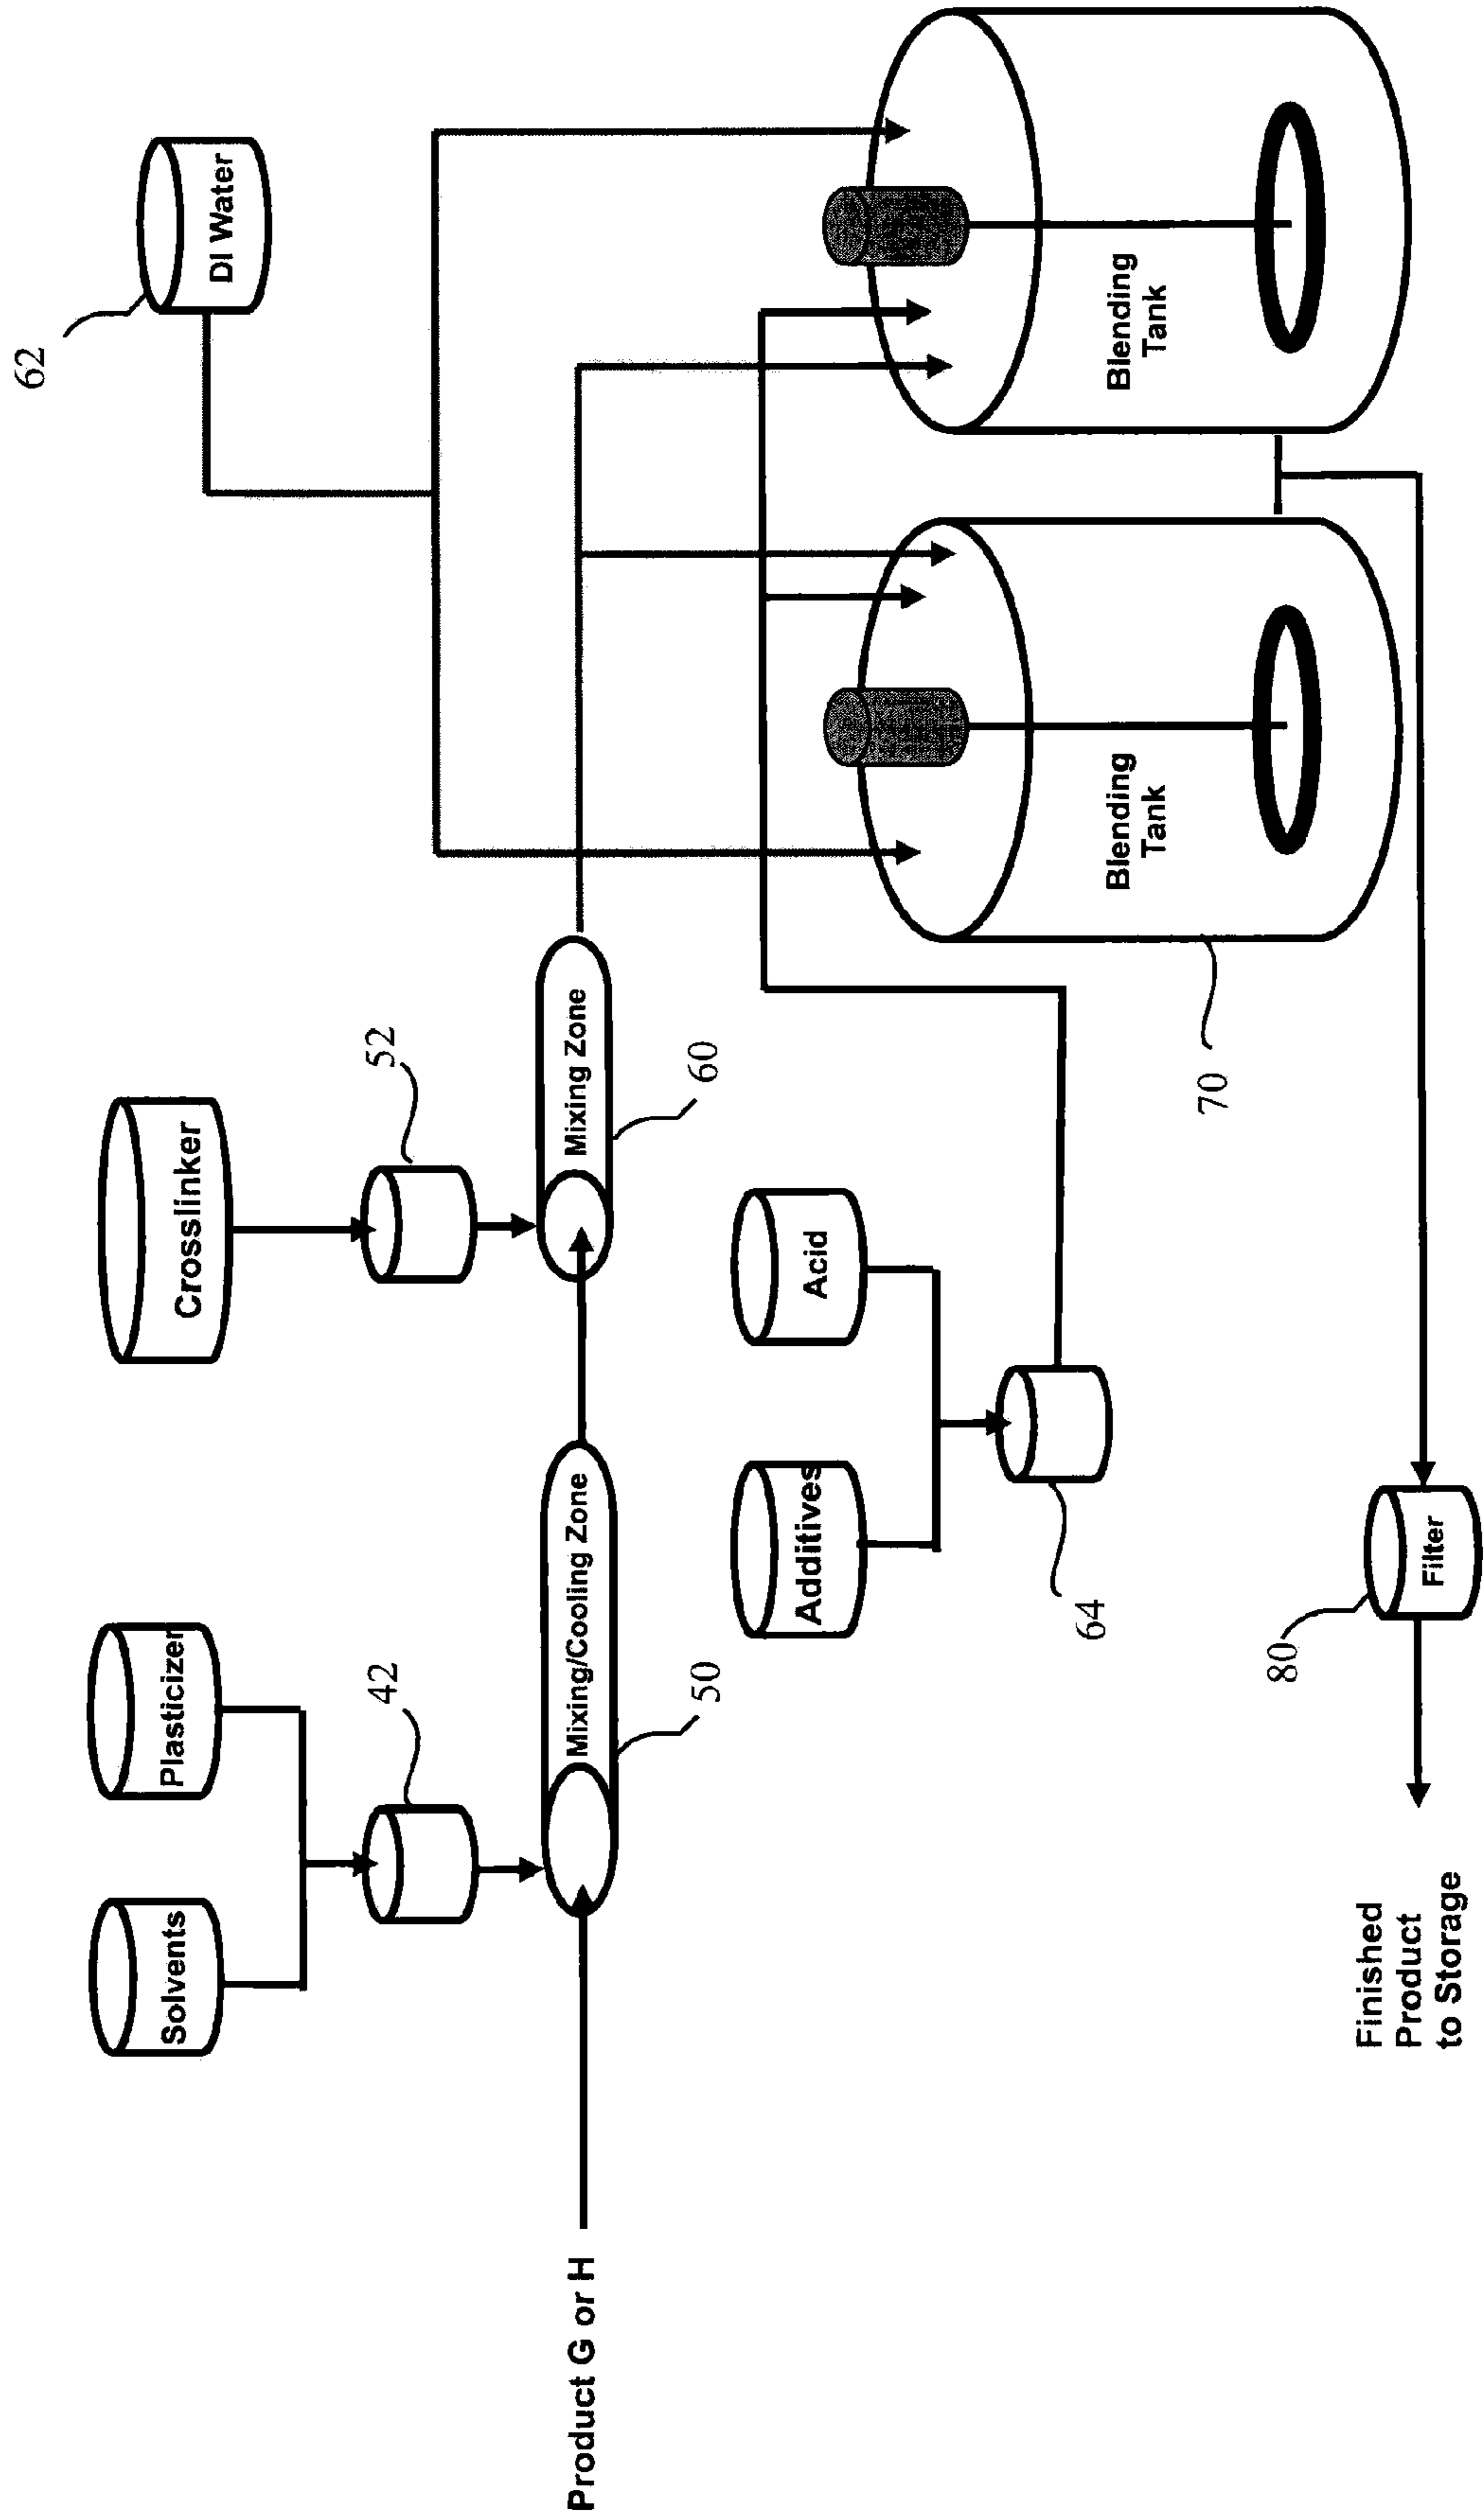 Solvents
Plasticizer
Crosslinker
DI Water
62
42
52
Product G or H
Mixing/Cooling Zone
Mixing Zone
50
60
Additives
Acid
64
Blending
Tank
Blending
Tank
70
80
Filter
Finished
Product
to Storage